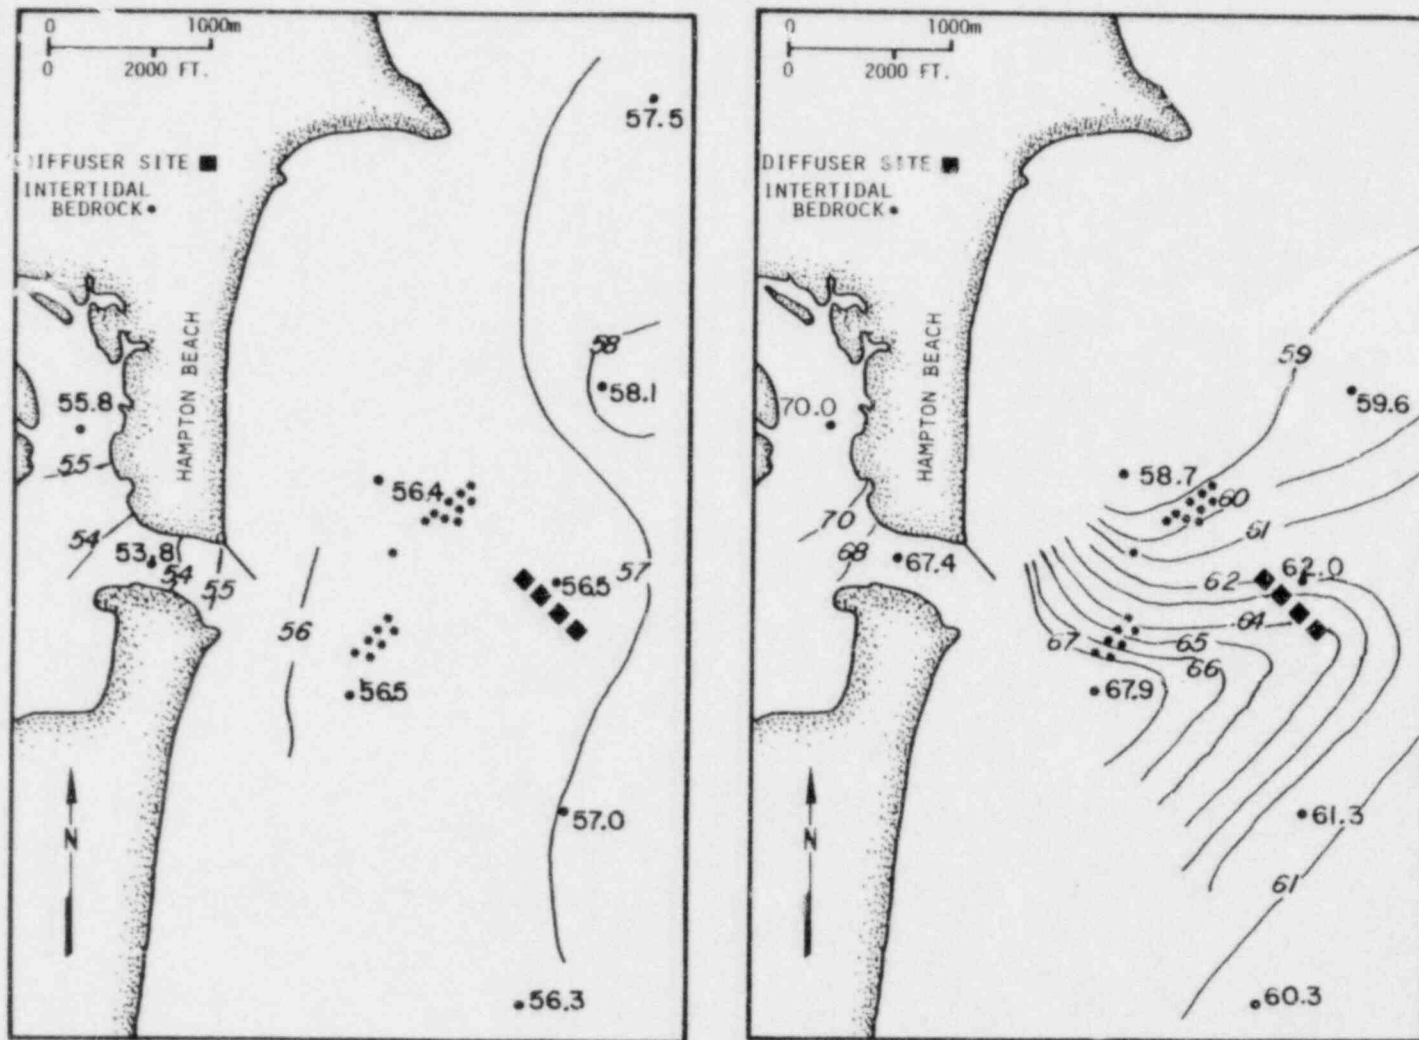 0 1000m
0 2000 FT.
DIFFUSER SITE
INTERTIDAL
BEDROCK
HAMPTON BEACH
57.5
58
58.1
55.8
55
56.4
54
53.8
54
55
56.5
57
56
56.5
57.0
N
56.3
0 1000m
0 2000 FT.
DIFFUSER SITE
INTERTIDAL
BEDROCK
HAMPTON BEACH
59
59.6
70.0
58.7
60
70
61
68
67.4
62
62.0
64
67
65
66
67.9
61.3
N
61
60.3